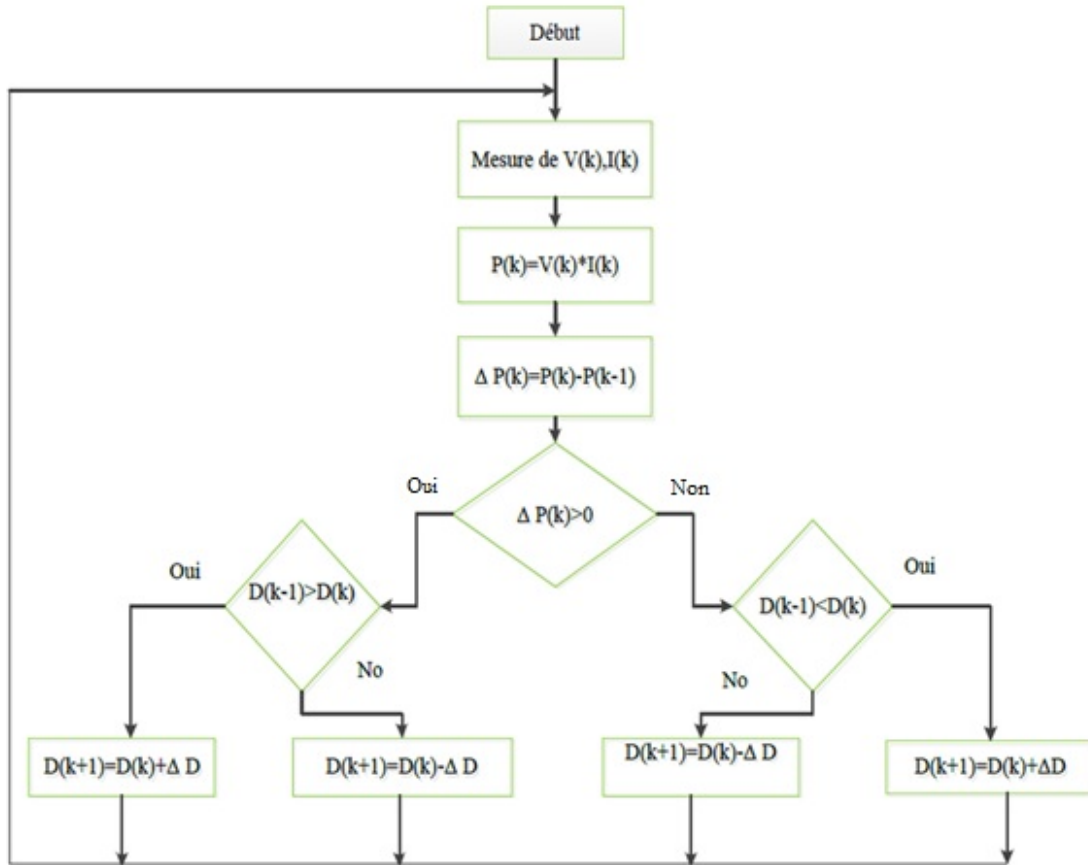 Début
Mesure de V(k),I(k)
P(k)=V(k)*I(k)
Δ P(k)=P(k)-P(k-1)
Oui
Non
Δ P(k)>0
Oui
D(k-1)>D(k)
Oui
D(k-1)<D(k)
No
No
D(k+1)=D(k)+Δ D
D(k+1)=D(k)-Δ D
D(k+1)=D(k)-Δ D
D(k+1)=D(k)+ΔD